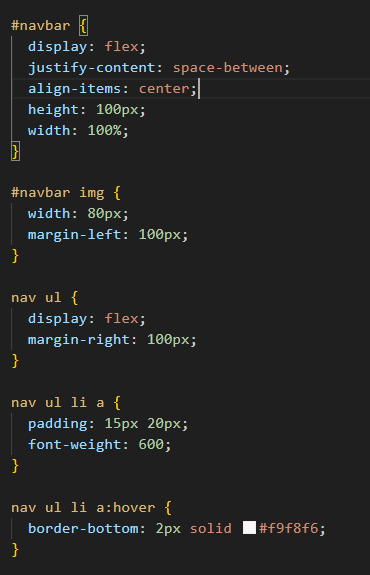 #navbar {
  display: flex;
  justify-content: space-between;
  align-items: center;
  height: 100px;
  width: 100%;
}
#navbar img {
  width: 80px;
  margin-left: 100px;
}
nav ul {
  display: flex;
  margin-right: 100px;
}
nav ul li a {
  padding: 15px 20px;
  font-weight: 600;
}
nav ul li a:hover {
  border-bottom: 2px solid #f9f8f6;
}